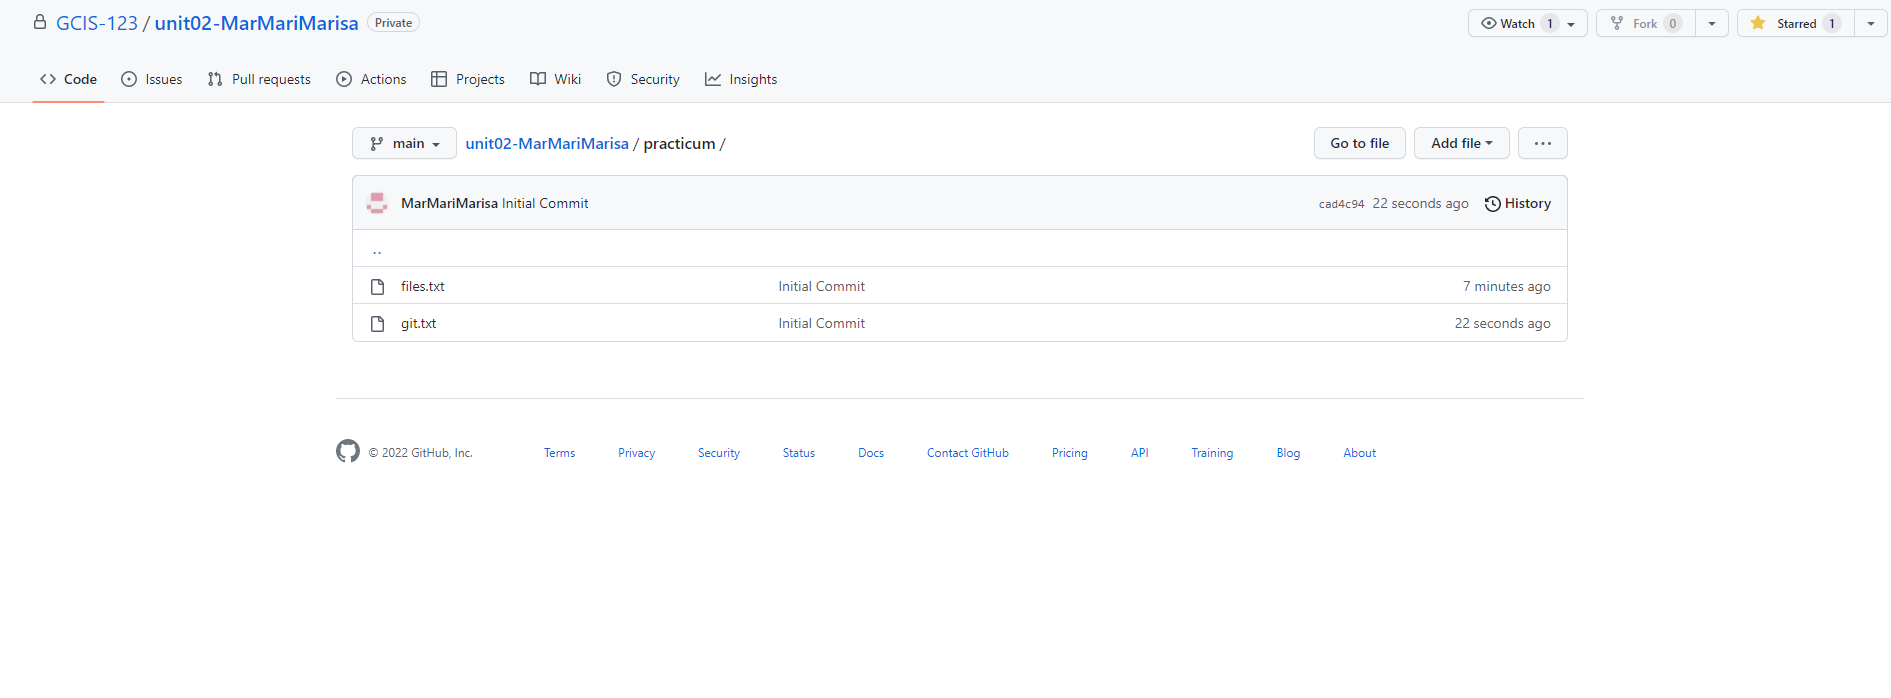 GCIS-123 / unit02-MarMariMarisa Private Watch 1 Fork 0 Starred 1
Code Issues Pull requests Actions Projects Wiki Security Insights
main unit02-MarMariMarisa / practicum / Go to file Add file ...
MarMariMarisa Initial Commit cad4c94 22 seconds ago History
..
files.txt Initial Commit 7 minutes ago
git.txt Initial Commit 22 seconds ago
© 2022 GitHub, Inc. Terms Privacy Security Status Docs Contact GitHub Pricing API Training Blog About